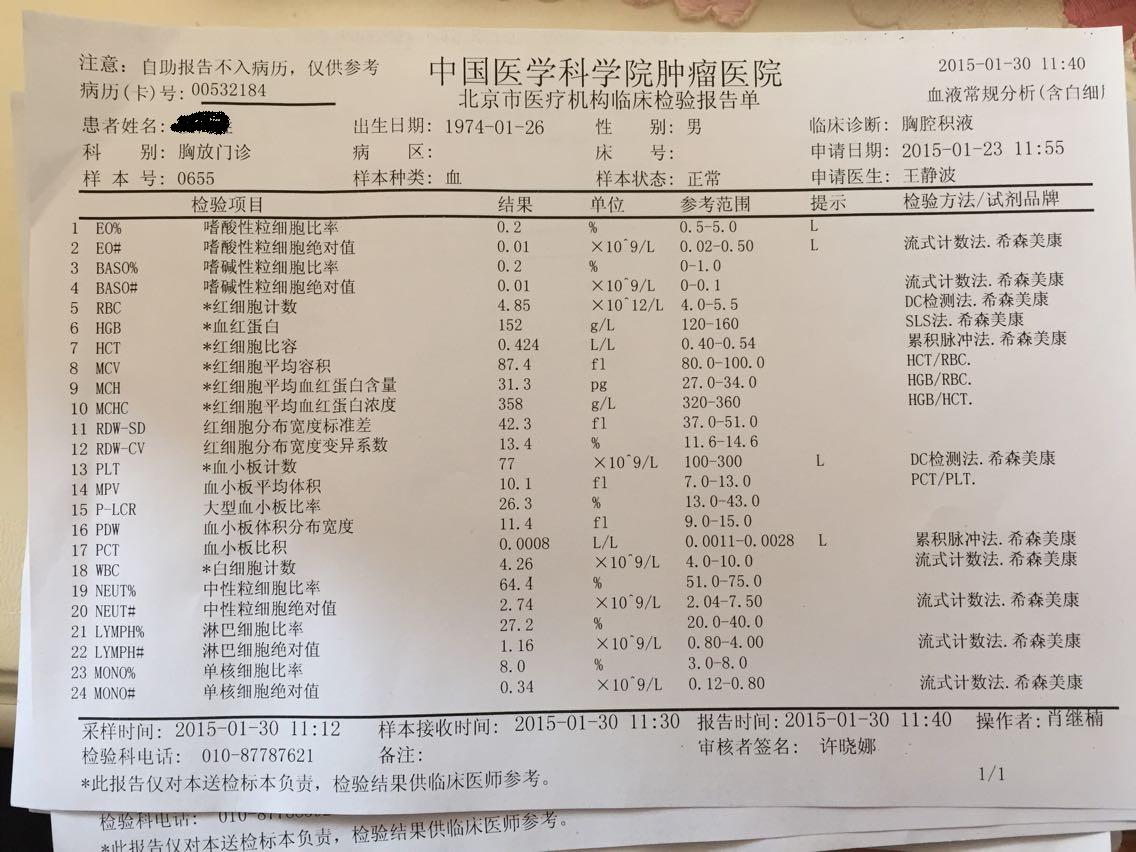 注意: 自助报告不入病历, 仅供参考
中国医学科学院肿瘤医院
2015-01-30 11:40
病历(卡)号: 00532184
北京市医疗机构临床检验报告单
血液常规分析(含白细
患者姓名: 出生日期: 1974-01-26 性 别: 男 临床诊断: 胸腔积液
科 别: 胸放门诊 病 区: 床 号: 申请日期: 2015-01-23 11:55
样 本 号: 0655 样本种类: 血 样本状态: 正常 申请医生: 王静波
检验项目 结果 单位 参考范围 提示 检验方法/试剂品牌
1 EO% 嗜酸性粒细胞比率 0.2 % 0.5-5.0 L
2 EO# 嗜酸性粒细胞绝对值 0.01 ×10^9/L 0.02-0.50 L 流式计数法. 希森美康
3 BASO% 嗜碱性粒细胞比率 0.2 % 0-1.0
4 BASO# 嗜碱性粒细胞绝对值 0.01 ×10^9/L 0-0.1 流式计数法. 希森美康
5 RBC *红细胞计数 4.85 ×10^12/L 4.0-5.5 DC检测法. 希森美康
6 HGB *血红蛋白 152 g/L 120-160 SLS法. 希森美康
7 HCT *红细胞比容 0.424 L/L 0.40-0.54 累积脉冲法. 希森美康
8 MCV *红细胞平均容积 87.4 fl 80.0-100.0 HCT/RBC.
9 MCH *红细胞平均血红蛋白含量 31.3 pg 27.0-34.0 HGB/RBC.
10 MCHC *红细胞平均血红蛋白浓度 358 g/L 320-360 HGB/HCT.
11 RDW-SD 红细胞分布宽度标准差 42.3 fl 37.0-51.0
12 RDW-CV 红细胞分布宽度变异系数 13.4 % 11.6-14.6
13 PLT *血小板计数 77 ×10^9/L 100-300 L DC检测法. 希森美康
14 MPV 血小板平均体积 10.1 fl 7.0-13.0 PCT/PLT.
15 P-LCR 大型血小板比率 26.3 % 13.0-43.0
16 PDW 血小板体积分布宽度 11.4 fl 9.0-15.0
17 PCT 血小板比积 0.0008 L/L 0.0011-0.0028 L 累积脉冲法. 希森美康
18 WBC *白细胞计数 4.26 ×10^9/L 4.0-10.0 流式计数法. 希森美康
19 NEUT% 中性粒细胞比率 64.4 % 51.0-75.0
20 NEUT# 中性粒细胞绝对值 2.74 ×10^9/L 2.04-7.50 流式计数法. 希森美康
21 LYMPH% 淋巴细胞比率 27.2 % 20.0-40.0
22 LYMPH# 淋巴细胞绝对值 1.16 ×10^9/L 0.80-4.00 流式计数法. 希森美康
23 MONO% 单核细胞比率 8.0 % 3.0-8.0
24 MONO# 单核细胞绝对值 0.34 ×10^9/L 0.12-0.80 流式计数法. 希森美康
采样时间: 2015-01-30 11:12 样本接收时间: 2015-01-30 11:30 报告时间: 2015-01-30 11:40 操作者: 肖继楠
检验科电话: 010-87787621 备注: 审核者签名: 许晓娜
*此报告仅对本送检标本负责, 检验结果供临床医师参考。
1/1
检验科电话:
*此报告仅对本送检标本负责, 检验结果供临床医师参考。